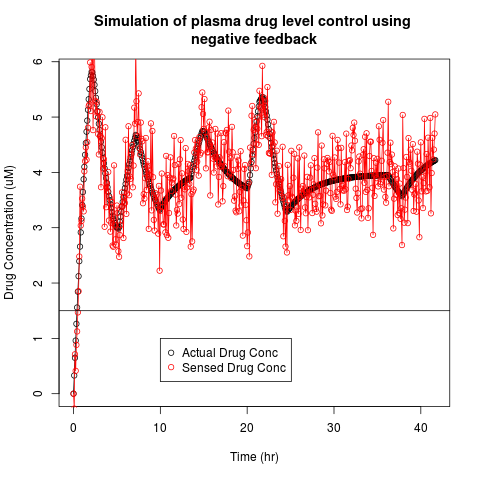 Simulation of plasma drug level control using
negative feedback
Drug Concentration (uM)
6
5
4
3
2
1
0
Actual Drug Conc
Sensed Drug Conc
0 10 20 30 40
Time (hr)